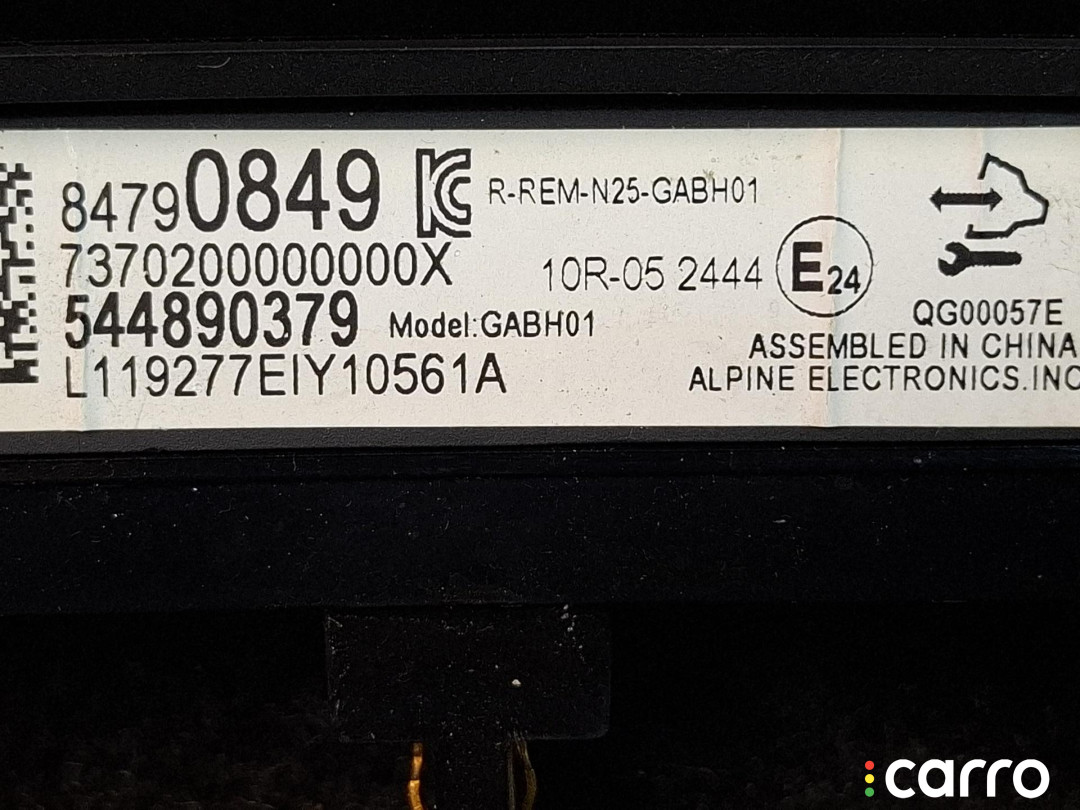 84790849
R-REM-N25-GABH01
7370200000000X
10R-05 2444 E24
544890379
Model:GABH01
QG00057E
L119277EIY10561A
ASSEMBLED IN CHINA
ALPINE ELECTRONICS.INC
carro